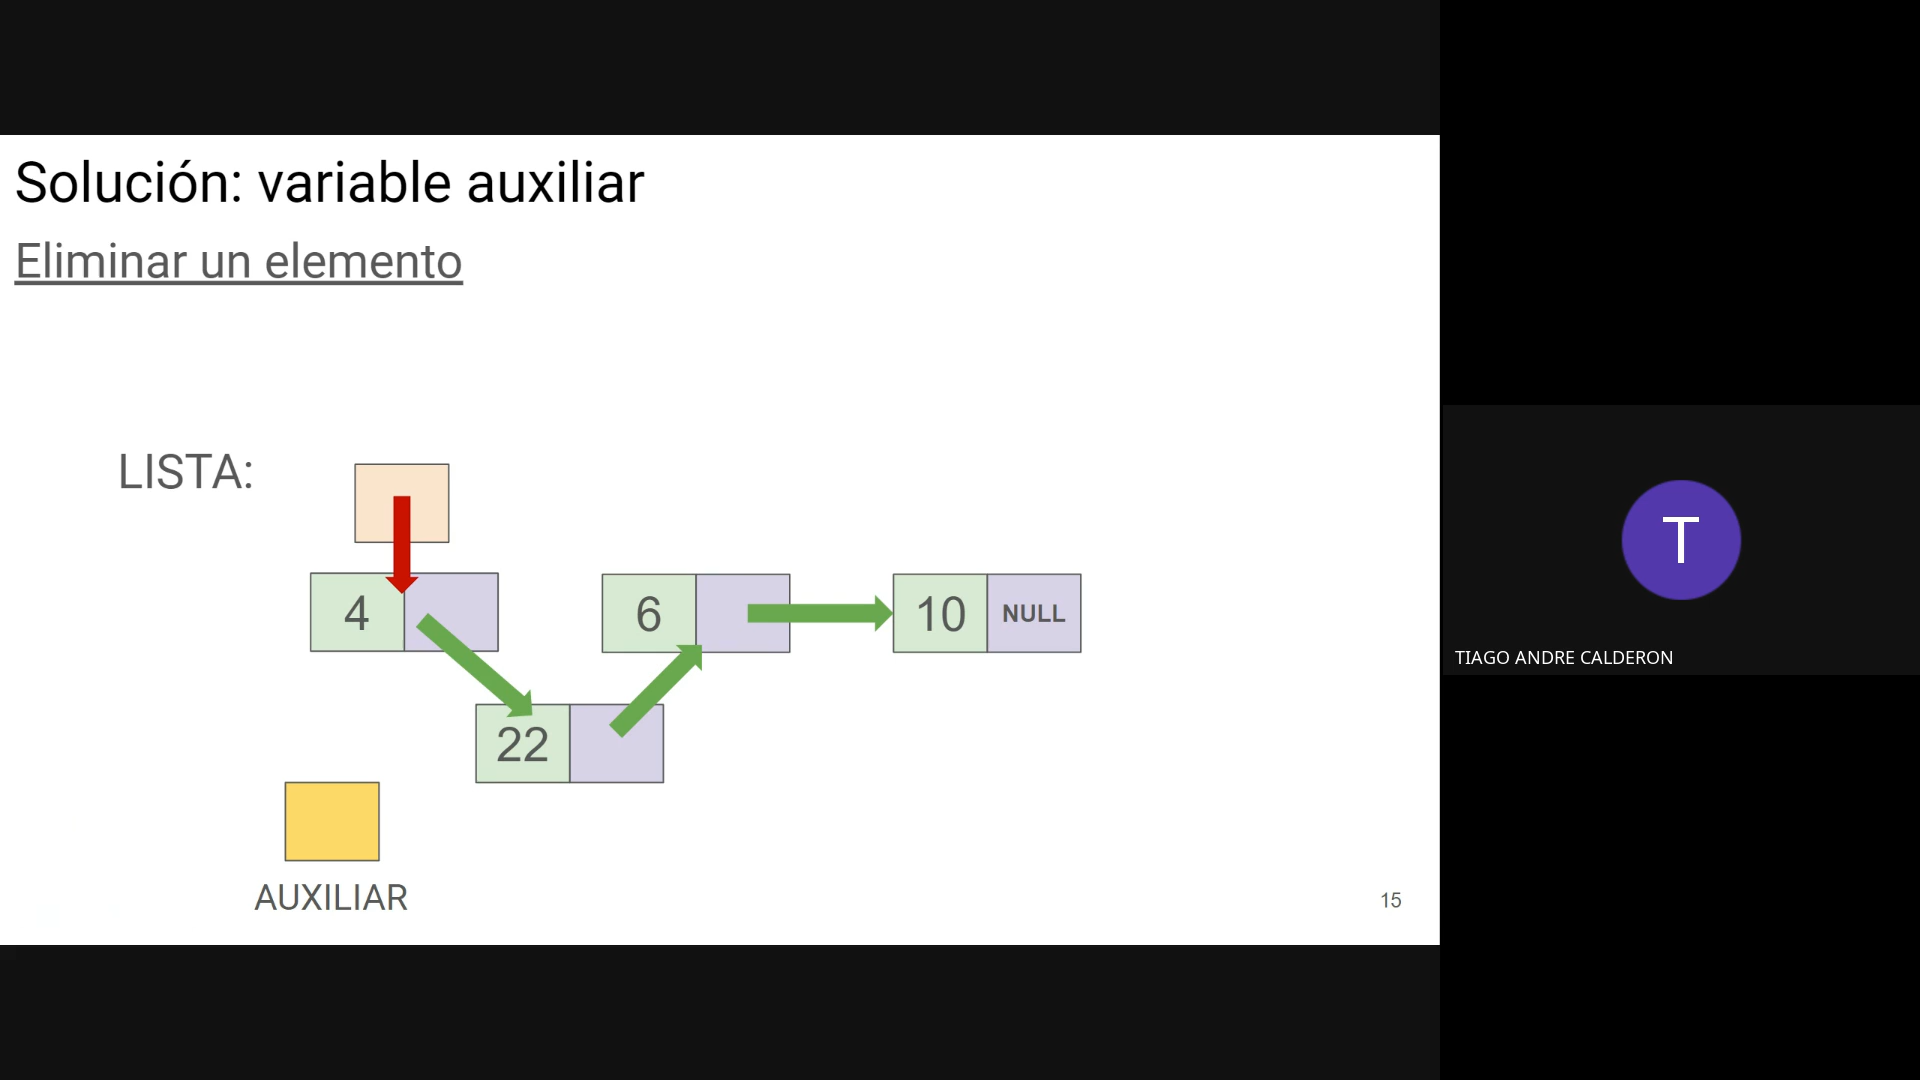 Solución: variable auxiliar
Eliminar un elemento
LISTA:
4
6
10
NULL
22
AUXILIAR
15
T
TIAGO ANDRE CALDERON